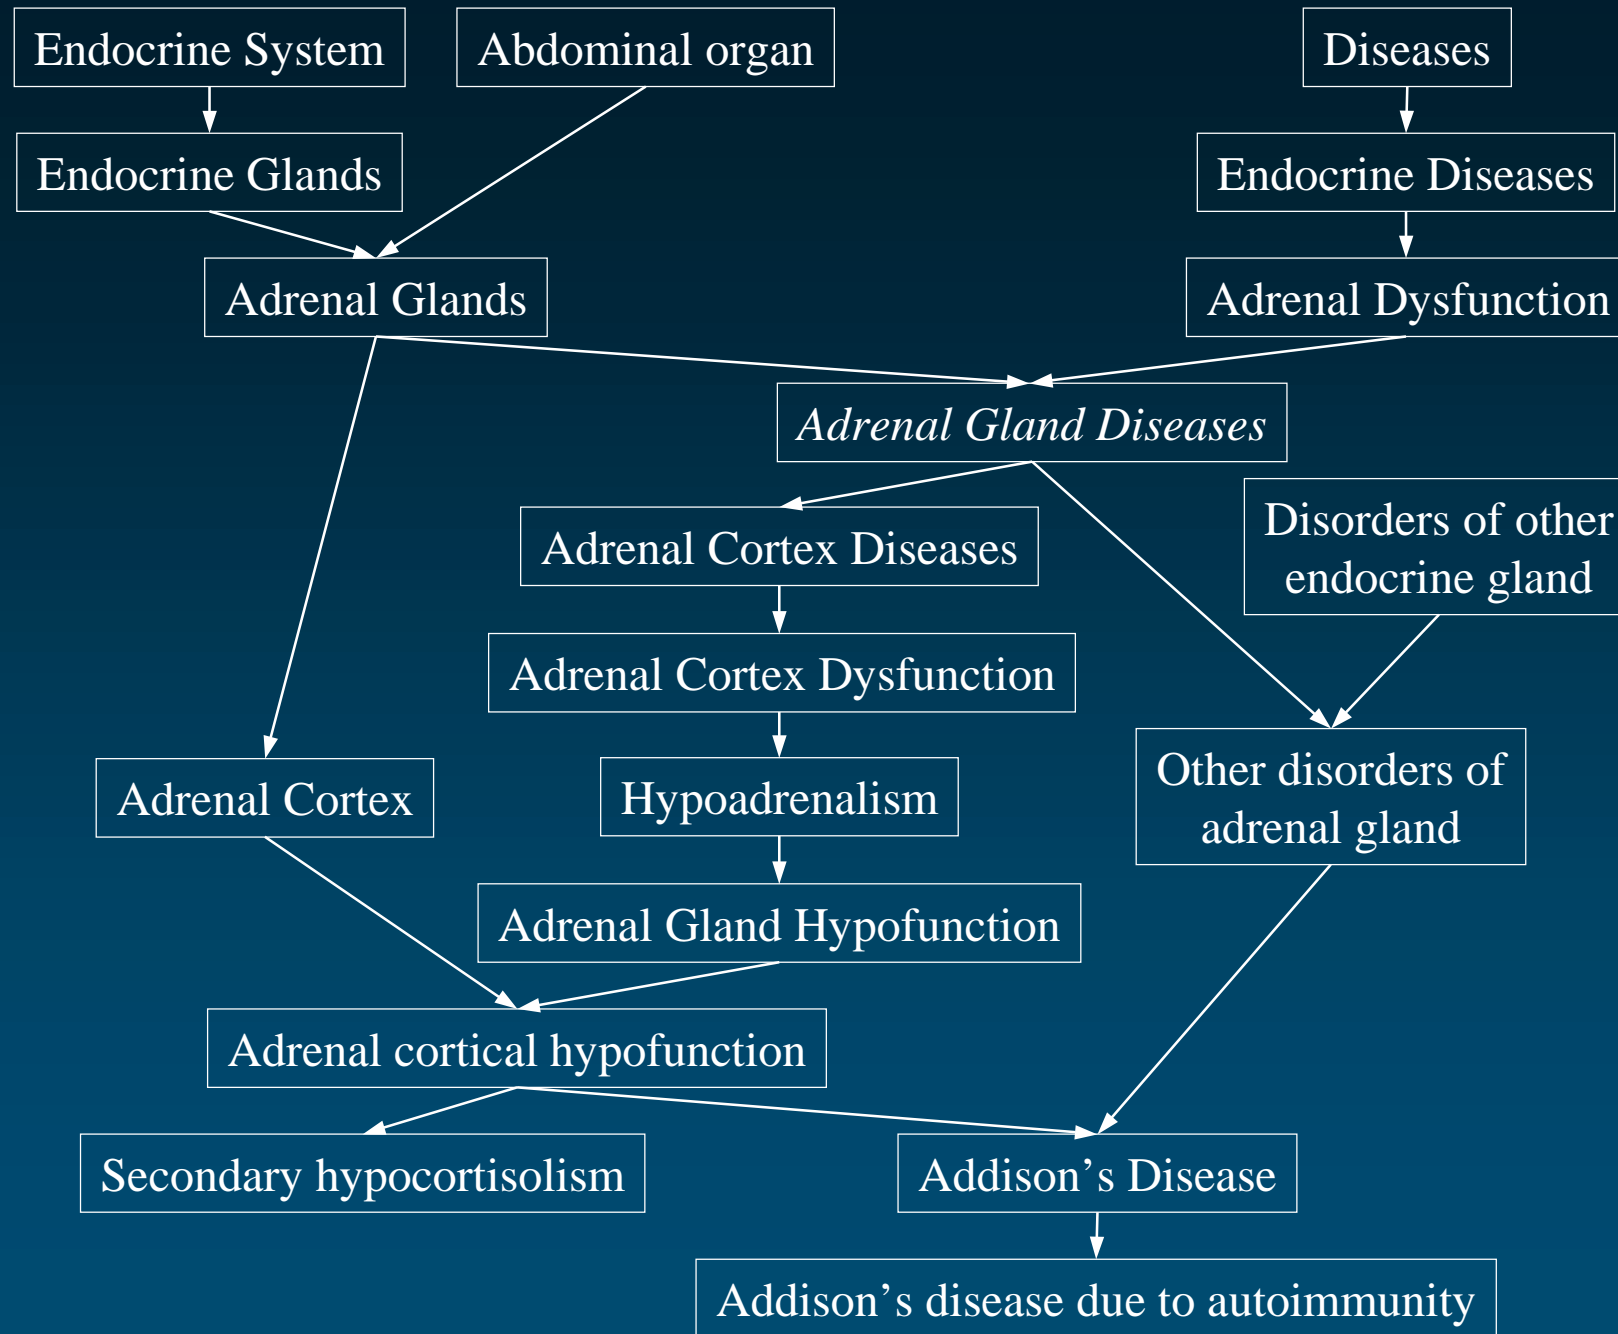 Endocrine System
Abdominal organ
Diseases
Endocrine Glands
Endocrine Diseases
Adrenal Glands
Adrenal Dysfunction
Adrenal Gland Diseases
Disorders of other
endocrine gland
Adrenal Cortex Diseases
Adrenal Cortex Dysfunction
Adrenal Cortex
Hypoadrenalism
Other disorders of
adrenal gland
Adrenal Gland Hypofunction
Adrenal cortical hypofunction
Secondary hypocortisolism
Addison’s Disease
Addison’s disease due to autoimmunity